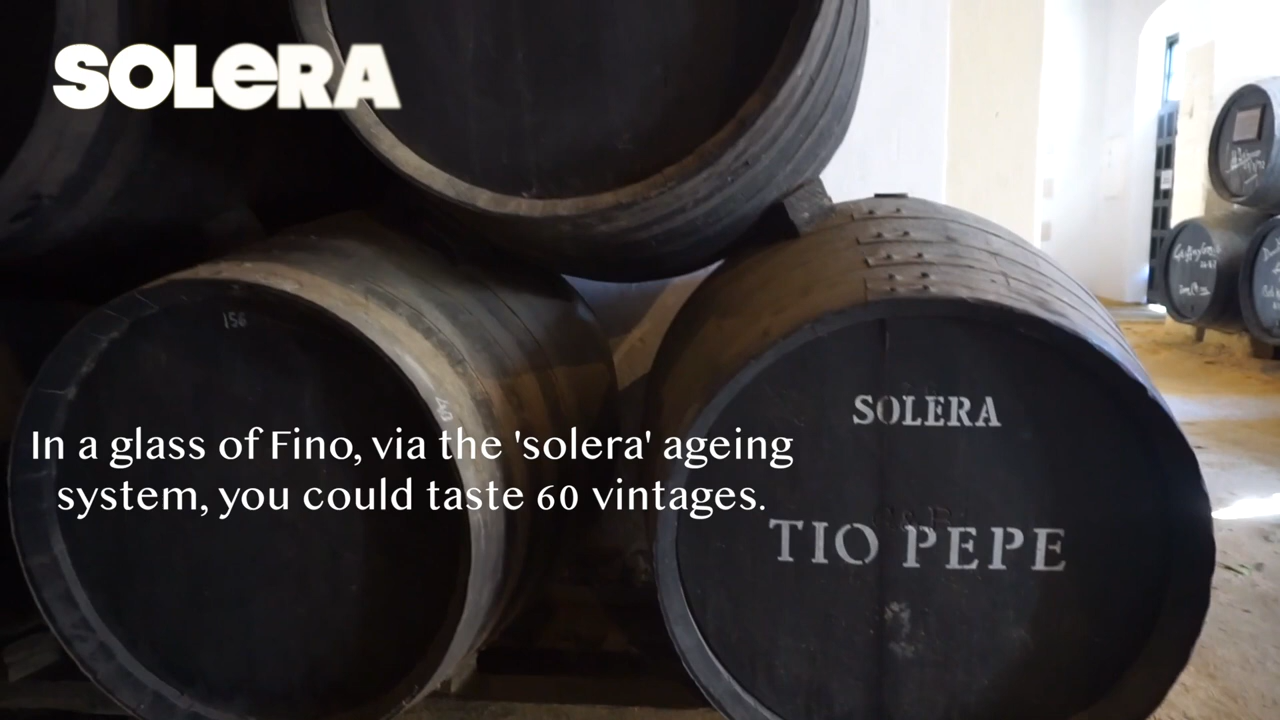 SOLeRA
156
40
In a glass of Fino, via the 'solera' ageing
system, you could taste 60 vintages.
SOLERA
TIO PEPE